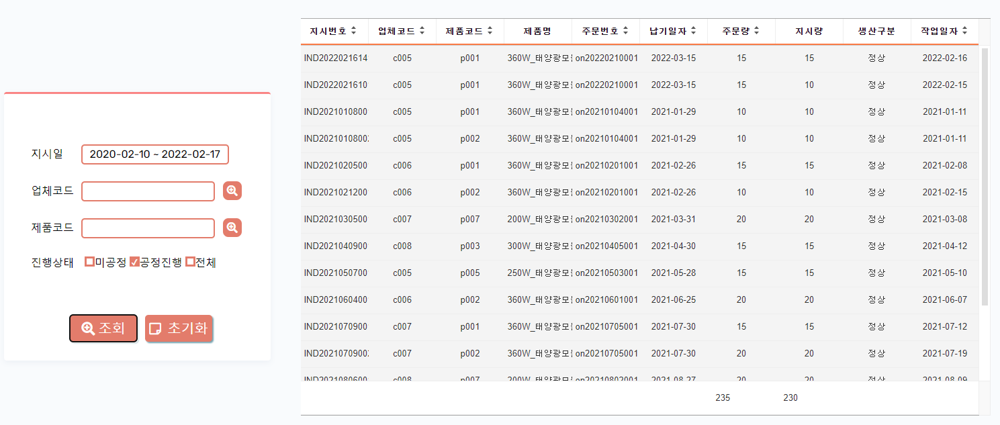 지시일 2020-02-10 ~ 2022-02-17
업체코드
제품코드
진행상태 미공정 공정진행 전체
조회 초기화
지시번호 업체코드 제품코드 제품명 주문번호 납기일자 주문량 지시량 생산구분 작업일자
IND2022021614 c005 p001 360W_태양광모 on20220210001 2022-03-15 15 15 정상 2022-02-16
IND2022021610 c005 p001 360W_태양광모 on20220210001 2022-03-15 15 10 정상 2022-02-15
IND2021010800 c005 p001 360W_태양광모 on20210104001 2021-01-29 10 10 정상 2021-01-11
IND2021010800 c005 p002 360W_태양광모 on20210104001 2021-01-29 10 10 정상 2021-01-11
IND2021020500 c006 p001 360W_태양광모 on20210201001 2021-02-26 15 15 정상 2021-02-08
IND2021021200 c006 p002 360W_태양광모 on20210201001 2021-02-26 10 10 정상 2021-02-15
IND2021030500 c007 p007 200W_태양광모 on20210302001 2021-03-31 20 20 정상 2021-03-08
IND2021040900 c008 p003 300W_태양광모 on20210405001 2021-04-30 15 15 정상 2021-04-12
IND2021050700 c005 p005 250W_태양광모 on20210503001 2021-05-28 15 15 정상 2021-05-10
IND2021060400 c006 p002 360W_태양광모 on20210601001 2021-06-25 20 20 정상 2021-06-07
IND2021070900 c007 p001 360W_태양광모 on20210705001 2021-07-30 15 15 정상 2021-07-12
IND2021070900 c007 p002 360W_태양광모 on20210705001 2021-07-30 20 20 정상 2021-07-19
IND2021080600 c008 p007 200W_태양광모 on20210802001 2021-08-27 20 20 정상 2021-08-09
235 230